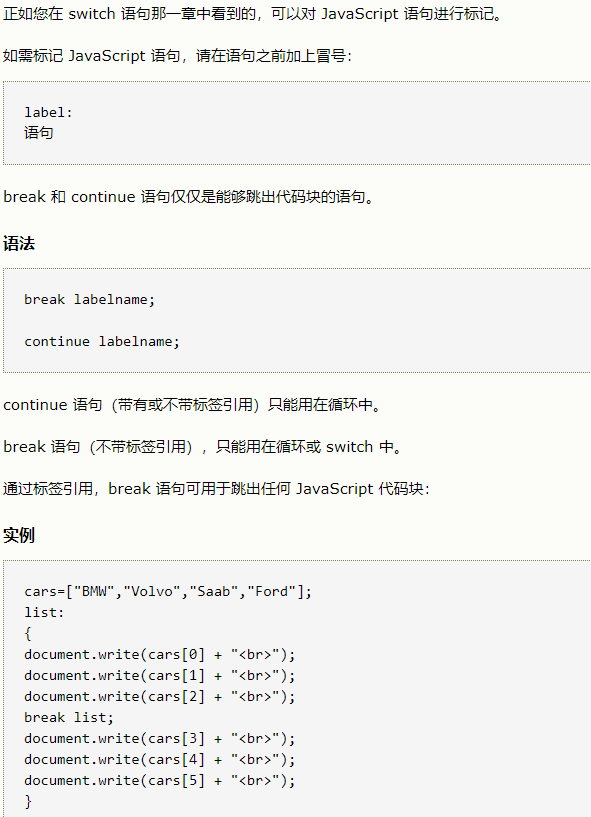 正如您在 switch 语句那一章中看到的，可以对 JavaScript 语句进行标记。
如需标记 JavaScript 语句，请在语句之前加上冒号：
label:
语句
break 和 continue 语句仅仅是能够跳出代码块的语句。
语法
break labelname;
continue labelname;
continue 语句（带有或不带标签引用）只能用在循环中。
break 语句（不带标签引用），只能用在循环或 switch 中。
通过标签引用，break 语句可用于跳出任何 JavaScript 代码块：
实例
cars=["BMW","Volvo","Saab","Ford"];
list:
{
document.write(cars[0] + "<br>");
document.write(cars[1] + "<br>");
document.write(cars[2] + "<br>");
break list;
document.write(cars[3] + "<br>");
document.write(cars[4] + "<br>");
document.write(cars[5] + "<br>");
}